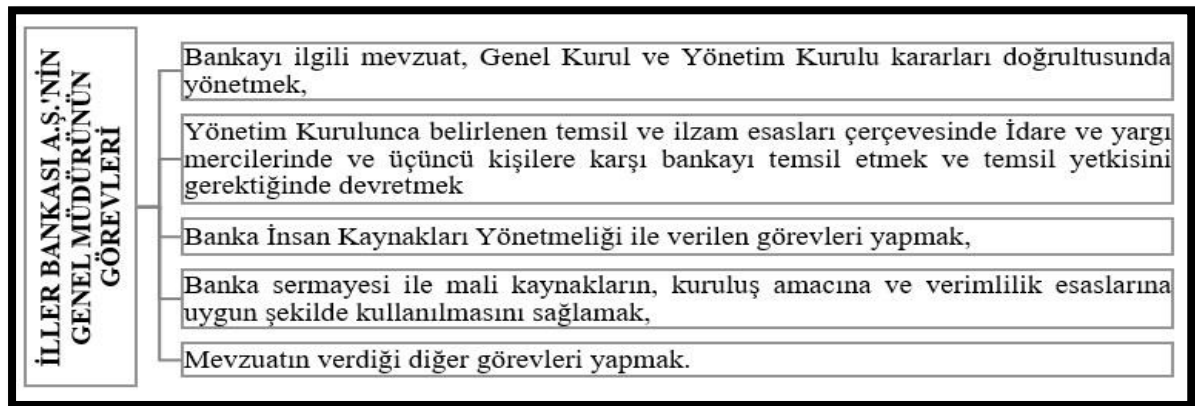 İLLER BANKASI A.Ş.'NİN
GENEL MÜDÜRÜNÜN
GÖREVLERİ
Bankayı ilgili mevzuat, Genel Kurul ve Yönetim Kurulu kararları doğrultusunda
yönetmek,
Yönetim Kurulunca belirlenen temsil ve ilzam esasları çerçevesinde İdare ve yargı
mercilerinde ve üçüncü kişilere karşı bankayı temsil etmek ve temsil yetkisini
gerektiğinde devretmek
Banka İnsan Kaynakları Yönetmeliği ile verilen görevleri yapmak,
Banka sermayesi ile mali kaynakların, kuruluş amacına ve verimlilik esaslarına
uygun şekilde kullanılmasını sağlamak,
Mevzuatın verdiği diğer görevleri yapmak.